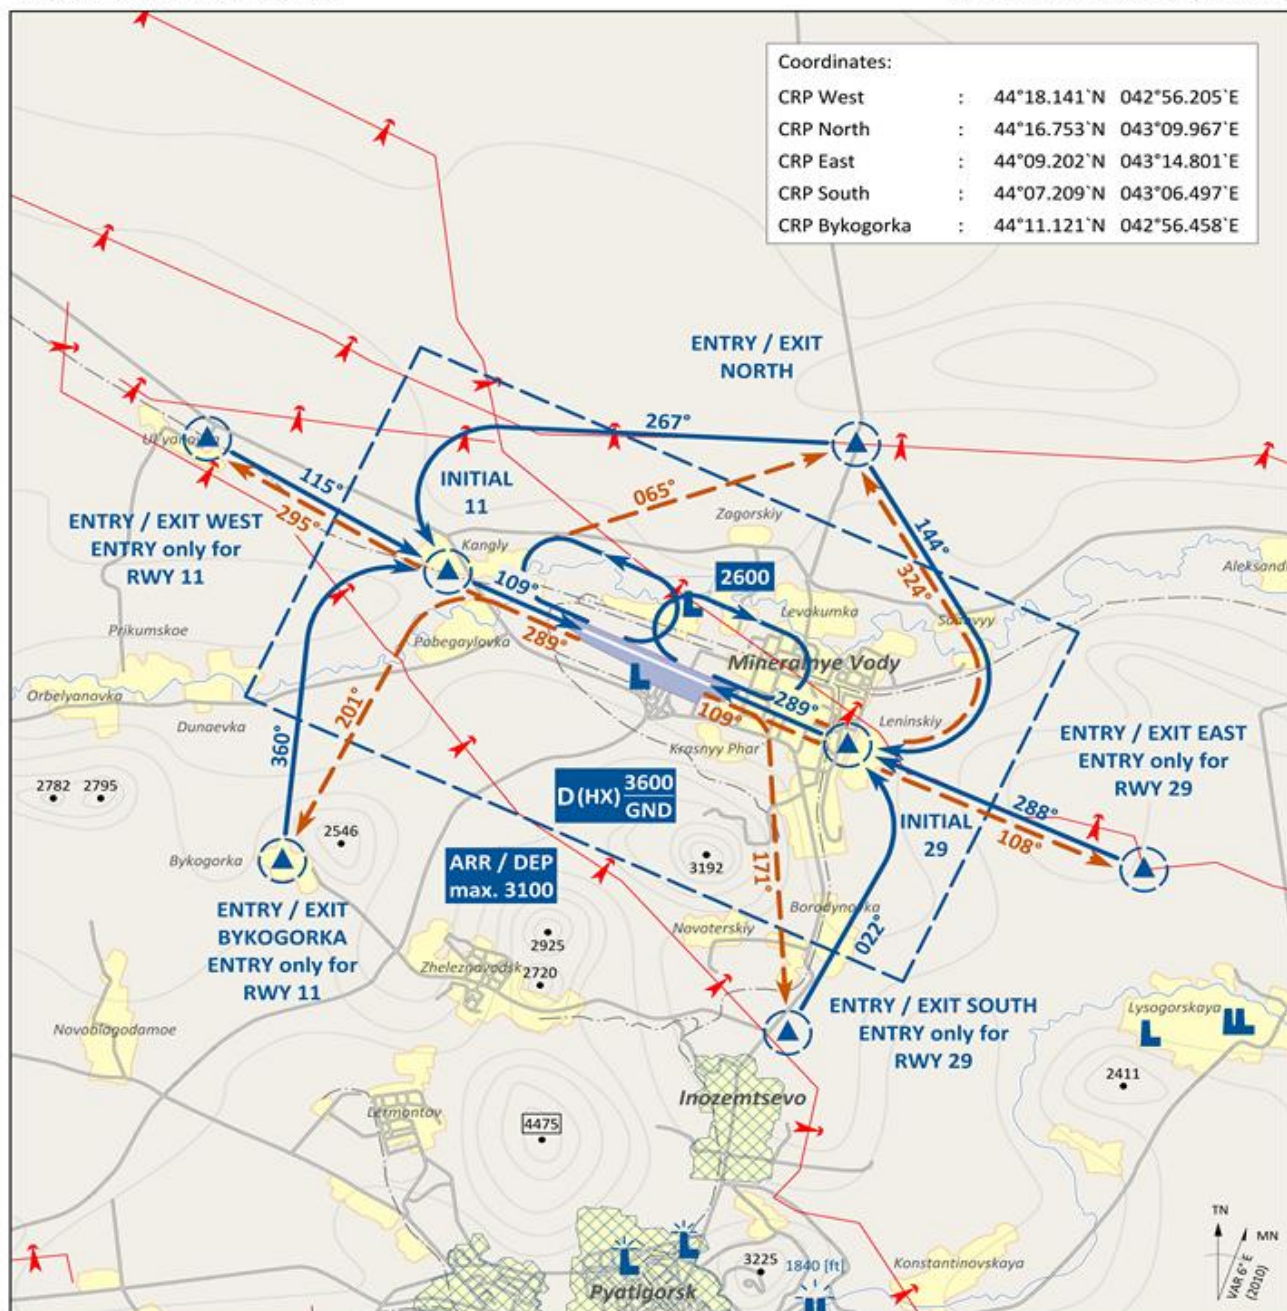 Coordinates:
CRP West : 44°18.141`N 042°56.205`E
CRP North : 44°16.753`N 043°09.967`E
CRP East : 44°09.202`N 043°14.801`E
CRP South : 44°07.209`N 043°06.497`E
CRP Bykogorka : 44°11.121`N 042°56.458`E
ENTRY / EXIT
NORTH
267°
115°
295°
INITIAL
11
065°
Zagorskiy
ENTRY / EXIT WEST
ENTRY only for
RWY 11
Kangly
144°
324°
Aleksand
2600
109°
289°
Levokumka
Sadovyy
Prikumskoe
Pobegaylovka
Mineralnye Vody
Orbelyanovka
Dunaevka
201°
360°
289°
109°
Leninskiy
Krasnyy Phar
ENTRY / EXIT EAST
ENTRY only for
RWY 29
2782
2795
D(HX) 3600
GND
288°
108°
INITIAL
29
2546
Bykogorka
ARR / DEP
max. 3100
3192
171°
ENTRY / EXIT
BYKOGORKA
ENTRY only for
RWY 11
Borodynovka
Novoterskiy
022°
2925
2720
Zheleznovodsk
ENTRY / EXIT SOUTH
ENTRY only for
RWY 29
Lysogorskaya
Novoblagodarnoe
2411
Inozemtsevo
Lermontov
4475
TN
MN
VAR 6° E
(2010)
3225
1840 [ft]
Konstantinovskaya
Pyatigorsk